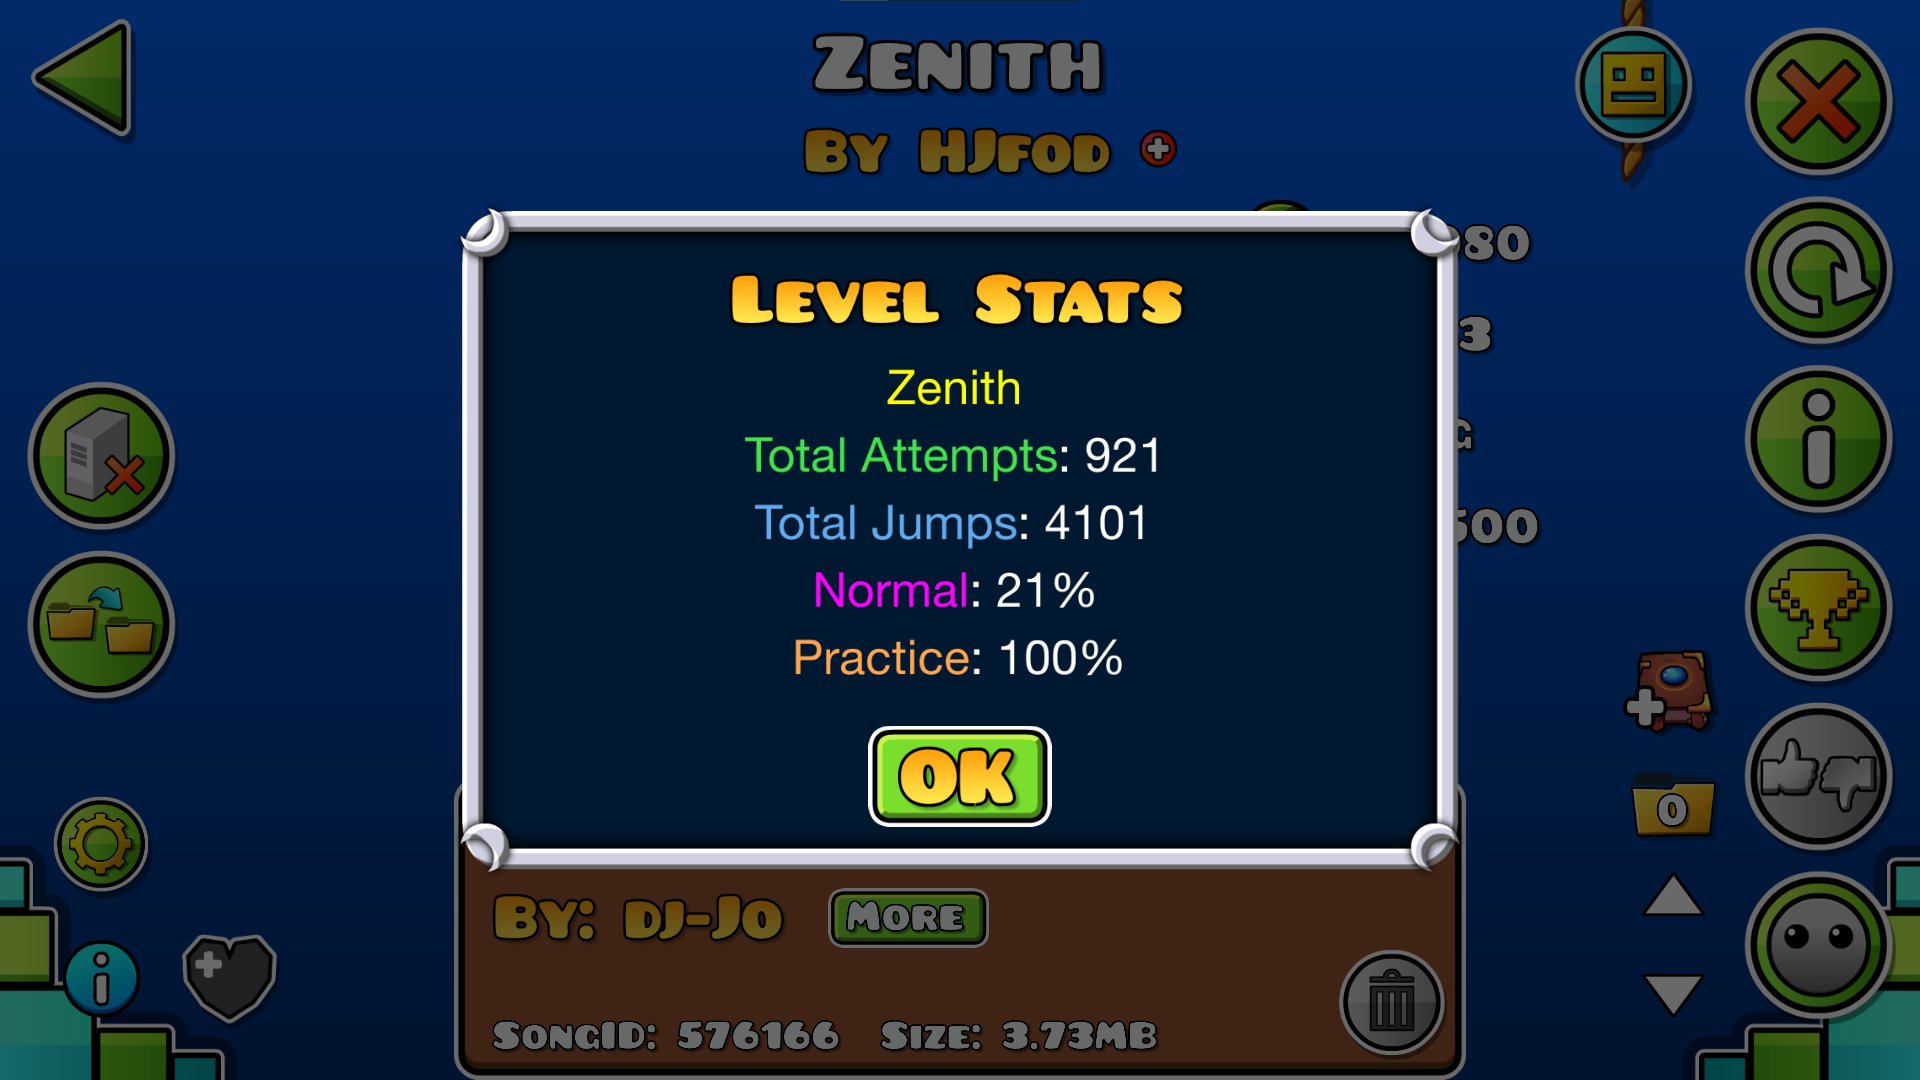 Zenith
By HJfod
Level Stats
Zenith
Total Attempts: 921
Total Jumps: 4101
Normal: 21%
Practice: 100%
OK
0
By: DJ-Jo
More
SongID: 576166 Size: 3.73MB